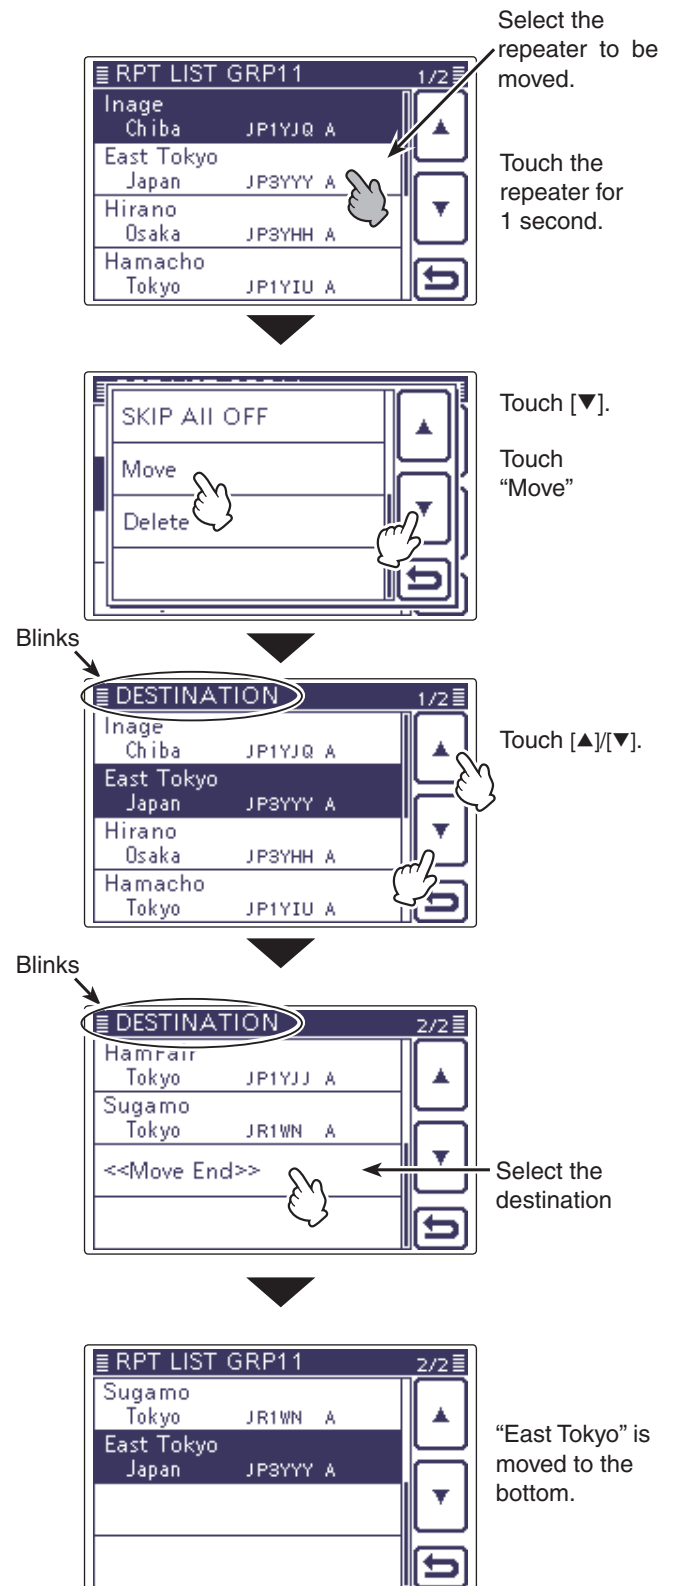 Select the
repeater to be
moved.
RPT LIST GRP11 1/2
Inage
Chiba JP1YJQ A
East Tokyo
Japan JP3YYY A
Hirano
Osaka JP3YHH A
Hamacho
Tokyo JP1YIU A
Touch the
repeater for
1 second.
SKIP All OFF
Move
Delete
Touch [▼].
Touch
“Move”
Blinks
DESTINATION 1/2
Inage
Chiba JP1YJQ A
East Tokyo
Japan JP3YYY A
Hirano
Osaka JP3YHH A
Hamacho
Tokyo JP1YIU A
Touch [▲]/[▼].
Blinks
DESTINATION 2/2
HamFair
Tokyo JP1YJJ A
Sugamo
Tokyo JR1WN A
<<Move End>>
Select the
destination
RPT LIST GRP11 2/2
Sugamo
Tokyo JR1WN A
East Tokyo
Japan JP3YYY A
“East Tokyo” is
moved to the
bottom.